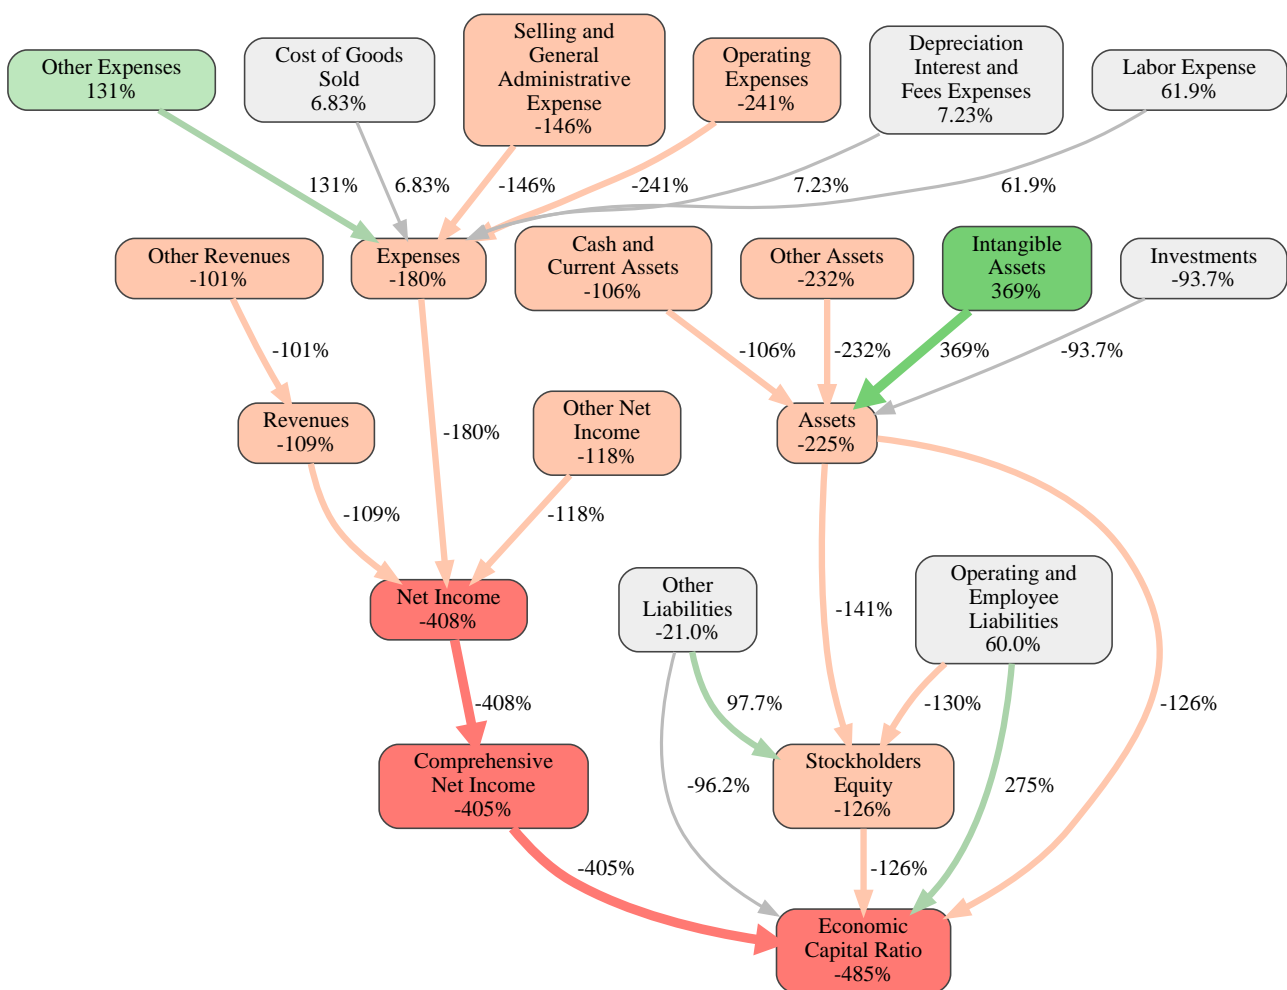 Other Expenses
131%
Cost of Goods
Sold
6.83%
Selling and
General
Administrative
Expense
-146%
Operating
Expenses
-241%
Depreciation
Interest and
Fees Expenses
7.23%
Labor Expense
61.9%
131%
6.83%
-146%
-241%
7.23%
61.9%
Other Revenues
-101%
Expenses
-180%
Cash and
Current Assets
-106%
Other Assets
-232%
Intangible
Assets
369%
Investments
-93.7%
-101%
-106%
-232%
369%
-93.7%
Revenues
-109%
-180%
Other Net
Income
-118%
Assets
-225%
-109%
-118%
Net Income
-408%
Other
Liabilities
-21.0%
-141%
Operating and
Employee
Liabilities
60.0%
-408%
97.7%
-130%
-126%
Comprehensive
Net Income
-405%
-96.2%
Stockholders
Equity
-126%
275%
-405%
-126%
Economic
Capital Ratio
-485%